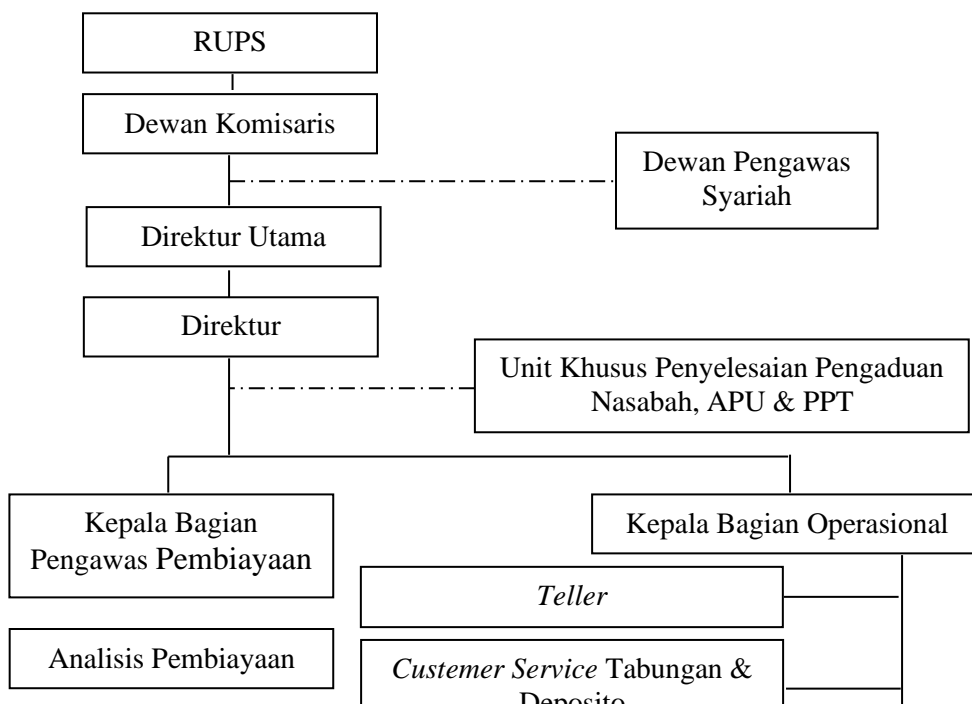 RUPS
Dewan Komisaris
Dewan Pengawas
Syariah
Direktur Utama
Direktur
Unit Khusus Penyelesaian Pengaduan
Nasabah, APU & PPT
Kepala Bagian
Pengawas Pembiayaan
Kepala Bagian Operasional
Teller
Analisis Pembiayaan
Custemer Service Tabungan &
Deposito